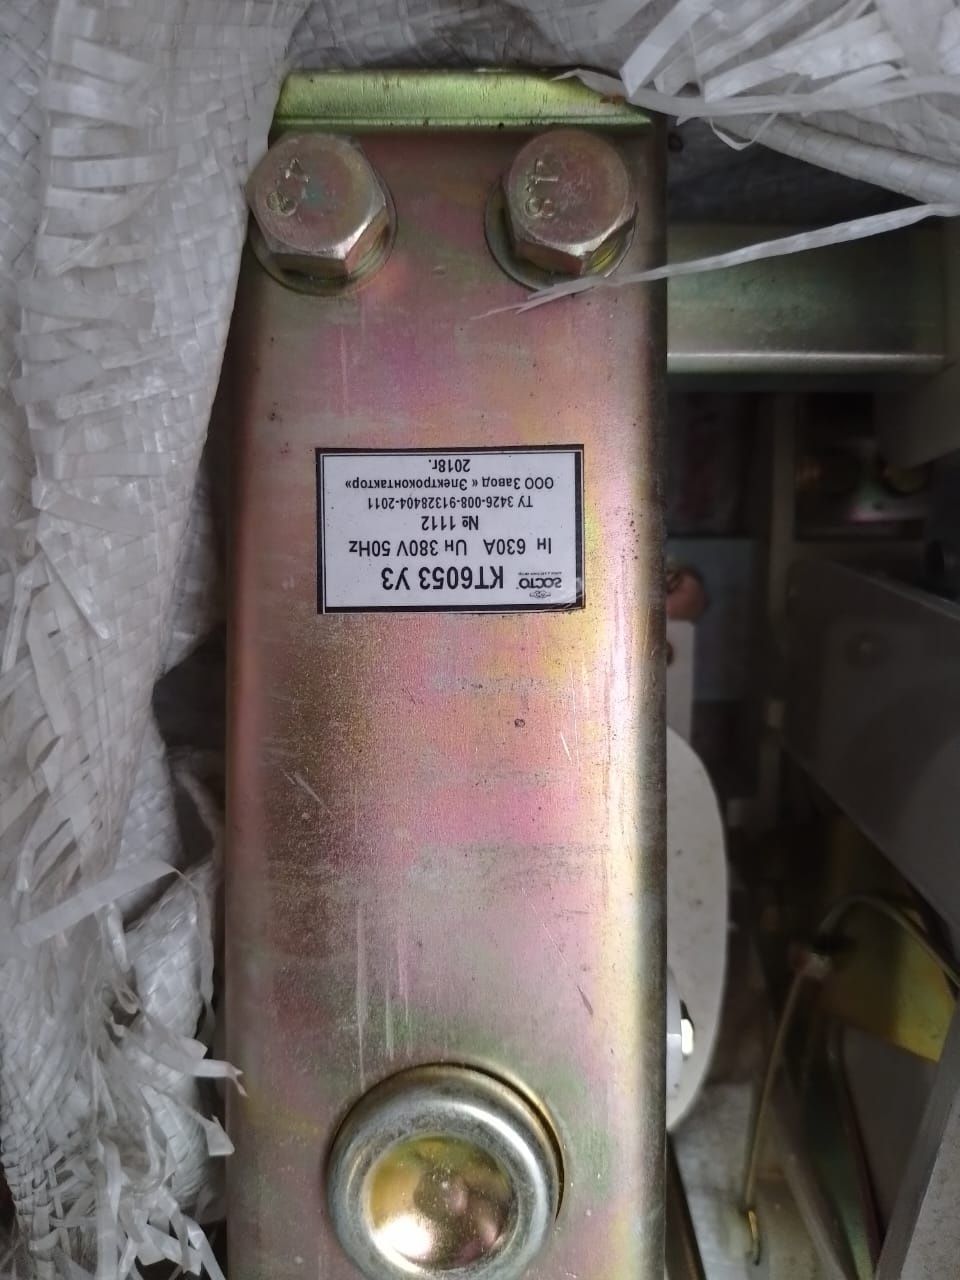 КТ6053 У3
Iн 630А Uн 380V 50Hz
№ 1112
ТУ 3426-008-91328404-2011
ООО Завод « Электроконтактор»
2018г.